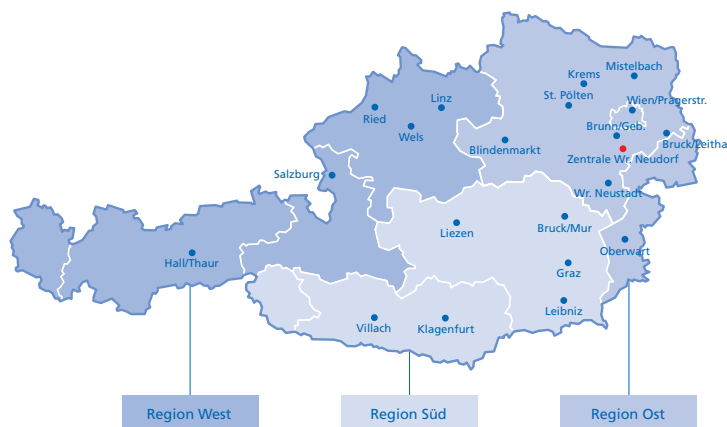 Mistelbach
Krems
Wien/Pragerstr.
St. Pölten
Linz
Ried
Wels
Brunn/Geb.
Bruck/Leitha
Blindenmarkt
Zentrale Wr. Neudorf
Salzburg
Wr. Neustadt
Liezen
Bruck/Mur
Oberwart
Hall/Thaur
Graz
Leibniz
Villach
Klagenfurt
Region West
Region Süd
Region Ost